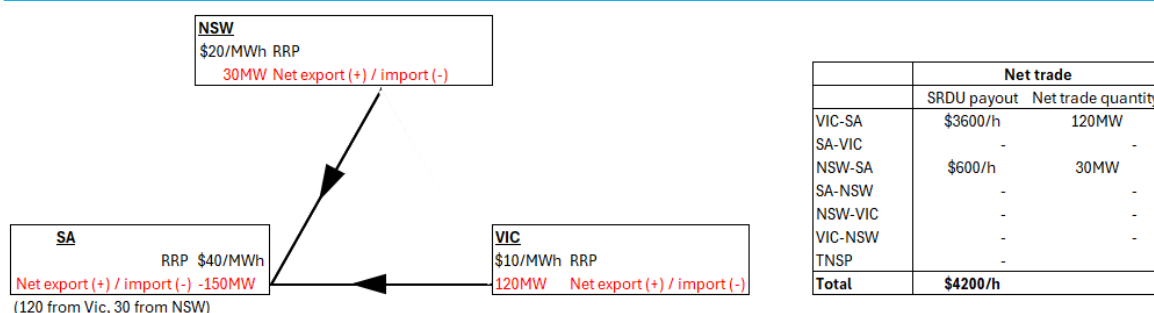 NSW
$20/MWh RRP
30MW Net export (+) / import (-)
SA
RRP $40/MWh
Net export (+) / import (-) -150MW
(120 from Vic, 30 from NSW)
VIC
$10/MWh RRP
120MW Net export (+) / import (-)
Net trade
SRDU payout Net trade quantity
VIC-SA $3600/h 120MW
SA-VIC - -
NSW-SA $600/h 30MW
SA-NSW - -
NSW-VIC - -
VIC-NSW - -
TNSP -
Total $4200/h